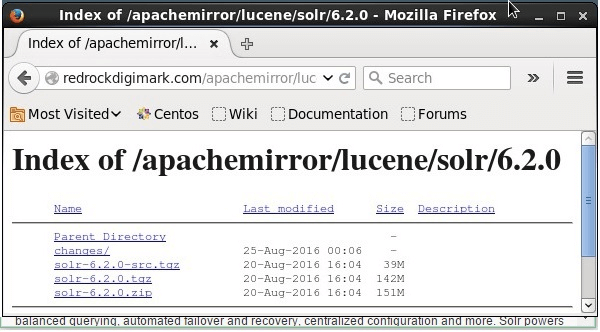 Index of /apachemirror/lucene/solr/6.2.0 - Mozilla Firefox
Index of /apachemirror/l...
redrockdigimark.com/apachemirror/luc
Search
Most Visited Centos Wiki Documentation Forums
Index of /apachemirror/lucene/solr/6.2.0
Name Last modified Size Description
Parent Directory -
changes/ 25-Aug-2016 00:06 -
solr-6.2.0-src.tgz 20-Aug-2016 16:04 39M
solr-6.2.0.tgz 20-Aug-2016 16:04 142M
solr-6.2.0.zip 20-Aug-2016 16:04 151M
balanced querying, automated failover and recovery, centralized configuration and more. Solr powers